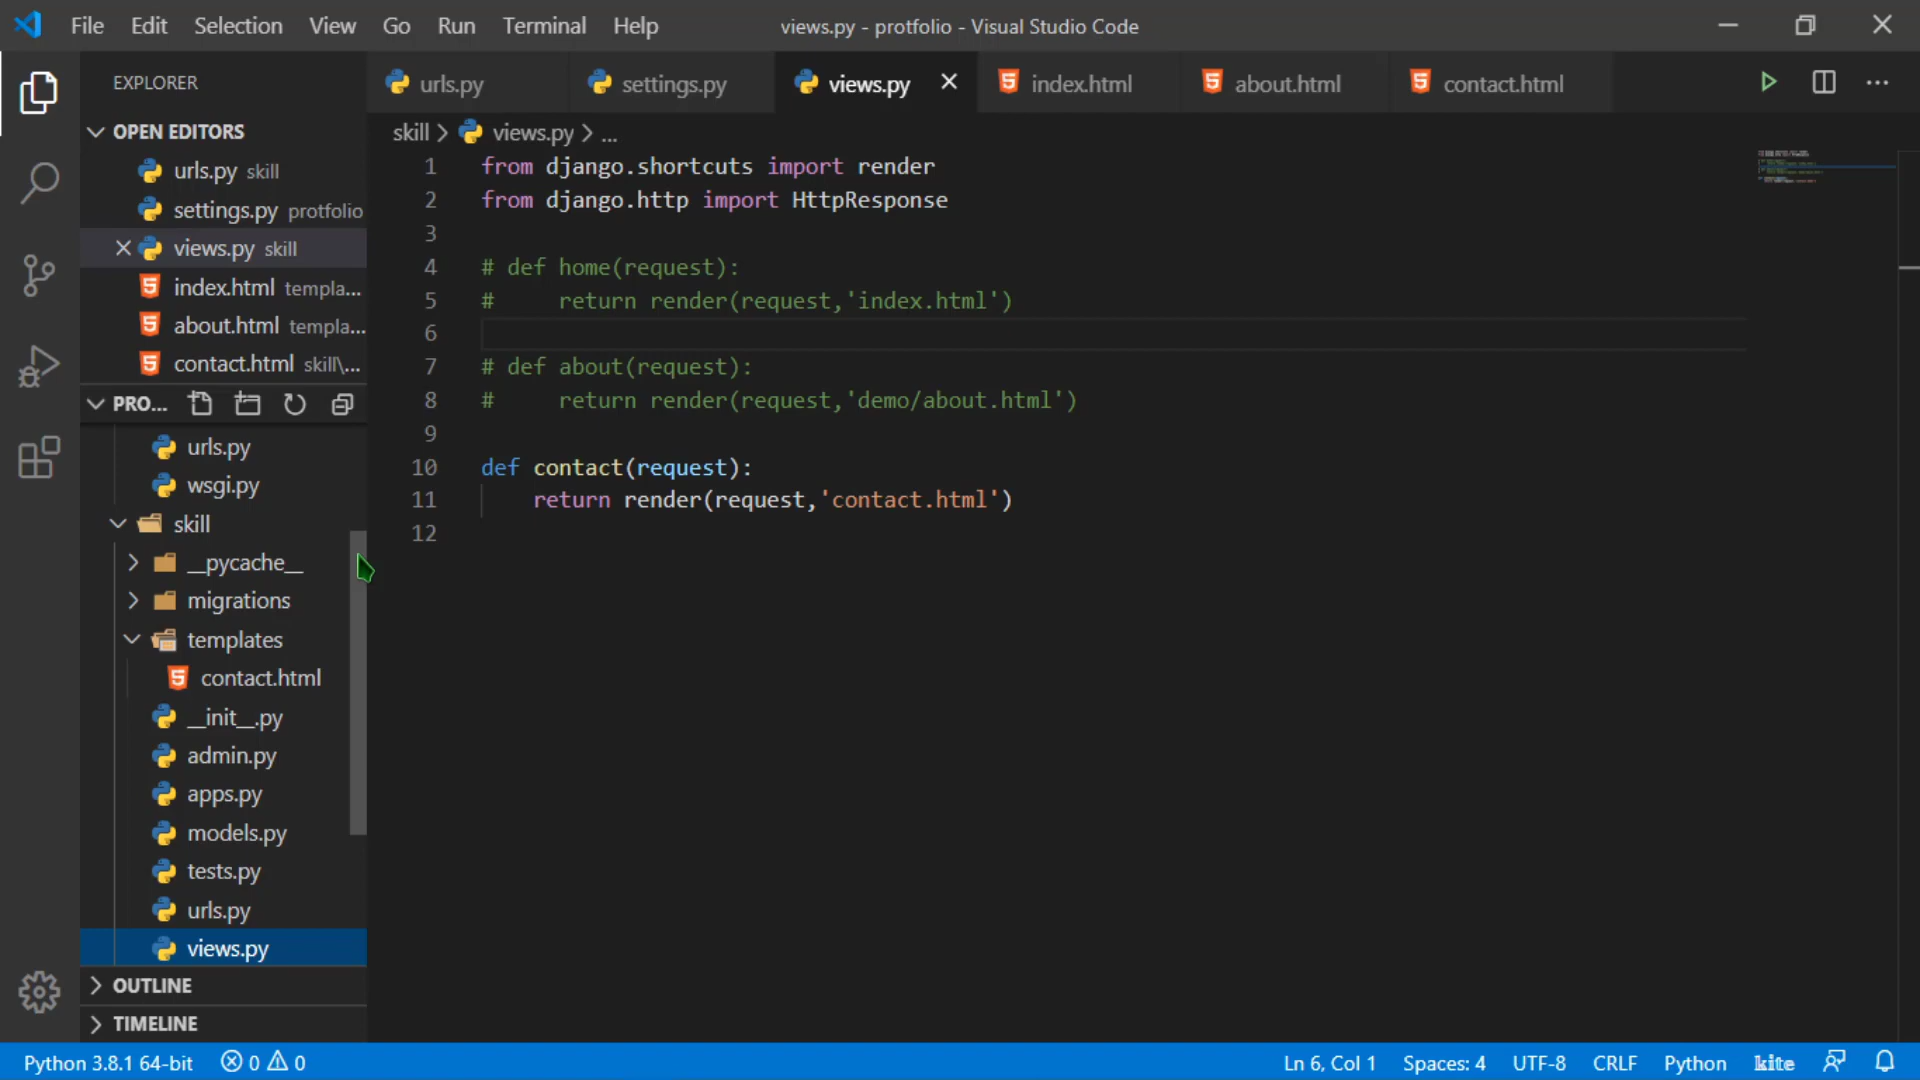 File Edit Selection View Go Run Terminal Help views.py - protfolio - Visual Studio Code
EXPLORER
OPEN EDITORS
urls.py skill
settings.py protfolio
views.py skill
index.html templa...
about.html templa...
contact.html skill\...
PRO...
urls.py
wsgi.py
skill
__pycache__
migrations
templates
contact.html
__init__.py
admin.py
apps.py
models.py
tests.py
urls.py
views.py
OUTLINE
TIMELINE
urls.py settings.py views.py index.html about.html contact.html
skill > views.py > ...
1 from django.shortcuts import render
2 from django.http import HttpResponse
3
4 # def home(request):
5 #     return render(request,'index.html')
6
7 # def about(request):
8 #     return render(request,'demo/about.html')
9
10 def contact(request):
11     return render(request,'contact.html')
12
Python 3.8.1 64-bit 0 0 Ln 6, Col 1 Spaces: 4 UTF-8 CRLF Python kite